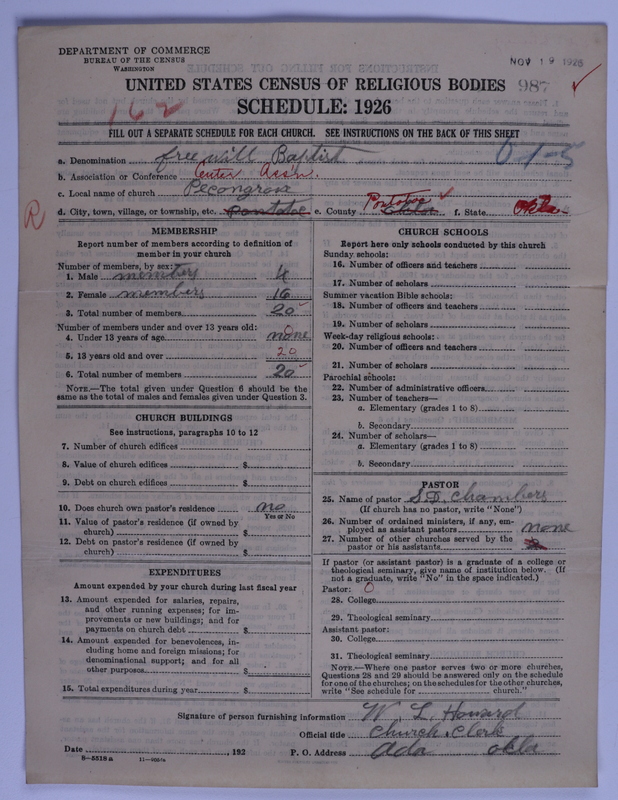 DEPARTMENT OF COMMERCE
BUREAU OF THE CENSUS
WASHINGTON
NOV 19 1926
UNITED STATES CENSUS OF RELIGIOUS BODIES 987
SCHEDULE: 1926
162
FILL OUT A SEPARATE SCHEDULE FOR EACH CHURCH. SEE INSTRUCTIONS ON THE BACK OF THIS SHEET
a. Denomination free will Baptist 01-5
b. Association or Conference Center Ass'n.
c. Local name of church Pecongrove
R d. City, town, village, or township, etc. Pontotoc e. County Pontotoc f. State Okla
MEMBERSHIP
Report number of members according to definition of
member in your church
Number of members, by sex:
1. Male members 4
2. Female members 16
3. Total number of members 20
Number of members under and over 13 years old:
4. Under 13 years of age none 0
5. 13 years old and over 20
6. Total number of members 20
NOTE.—The total given under Question 6 should be the
same as the total of males and females given under Question 3.
CHURCH BUILDINGS
See instructions, paragraphs 10 to 12
7. Number of church edifices
8. Value of church edifices $
9. Debt on church edifices $
10. Does church own pastor's residence no
Yes or No
11. Value of pastor's residence (if owned by
church) $
12. Debt on pastor's residence (if owned by
church) $
EXPENDITURES
Amount expended by your church during last fiscal year
13. Amount expended for salaries, repairs,
and other running expenses; for im-
provements or new buildings; and for
payments on church debt $
14. Amount expended for benevolences, in-
cluding home and foreign missions; for
denominational support; and for all
other purposes $
15. Total expenditures during year $
CHURCH SCHOOLS
Report here only schools conducted by this church
Sunday schools:
16. Number of officers and teachers
17. Number of scholars
Summer vacation Bible schools:
18. Number of officers and teachers
19. Number of scholars
Week-day religious schools:
20. Number of officers and teachers
21. Number of scholars
Parochial schools:
22. Number of administrative officers
23. Number of teachers—
a. Elementary (grades 1 to 8)
b. Secondary
24. Number of scholars—
a. Elementary (grades 1 to 8)
b. Secondary
PASTOR
25. Name of pastor S.D. Chambers
(If church has no pastor, write "None")
26. Number of ordained ministers, if any, em-
ployed as assistant pastors none
27. Number of other churches served by the
pastor or his assistants
If pastor (or assistant pastor) is a graduate of a college or
theological seminary, give name of institution below. (If
not a graduate, write "No" in the space indicated.)
Pastor: 0
28. College
29. Theological seminary
Assistant pastor:
30. College
31. Theological seminary
NOTE.—Where one pastor serves two or more churches,
Questions 28 and 29 should be answered only on the schedule
for one of the churches; on the schedules for the other churches,
write "See schedule for church."
Signature of person furnishing information W. L. Howard
Official title Church Clerk
Date , 192 P. O. Address Ada Okla
8-5518 a